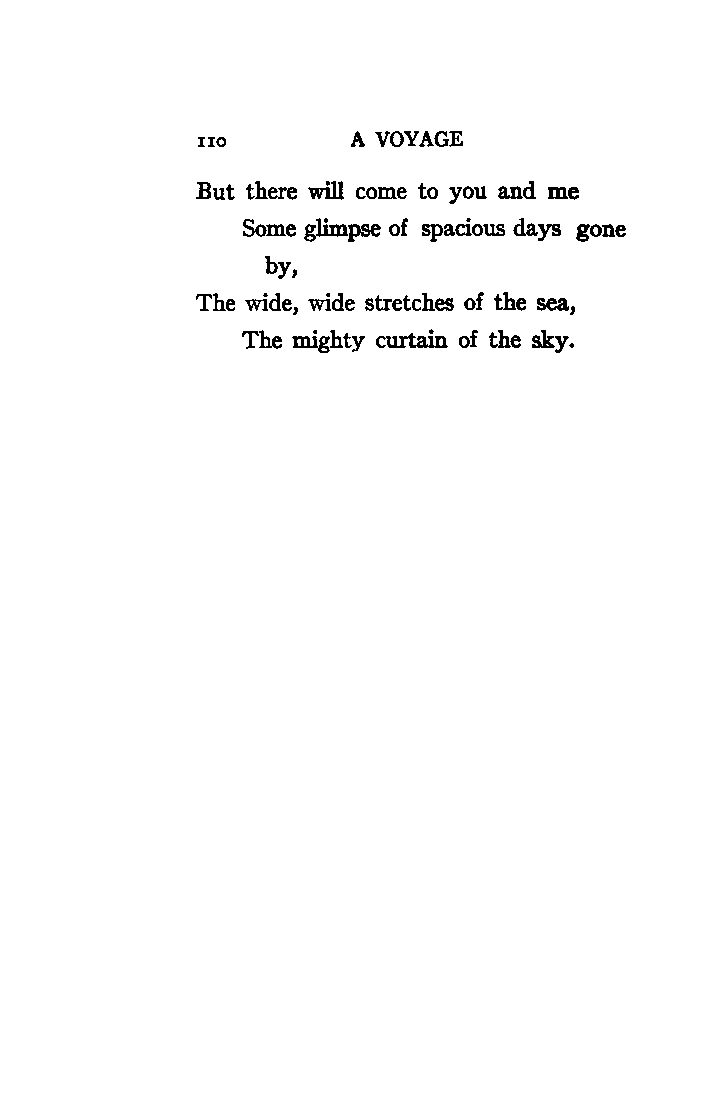 110 A VOYAGE
But there will come to you and me
Some glimpse of spacious days gone
by,
The wide, wide stretches of the sea,
The mighty curtain of the sky.